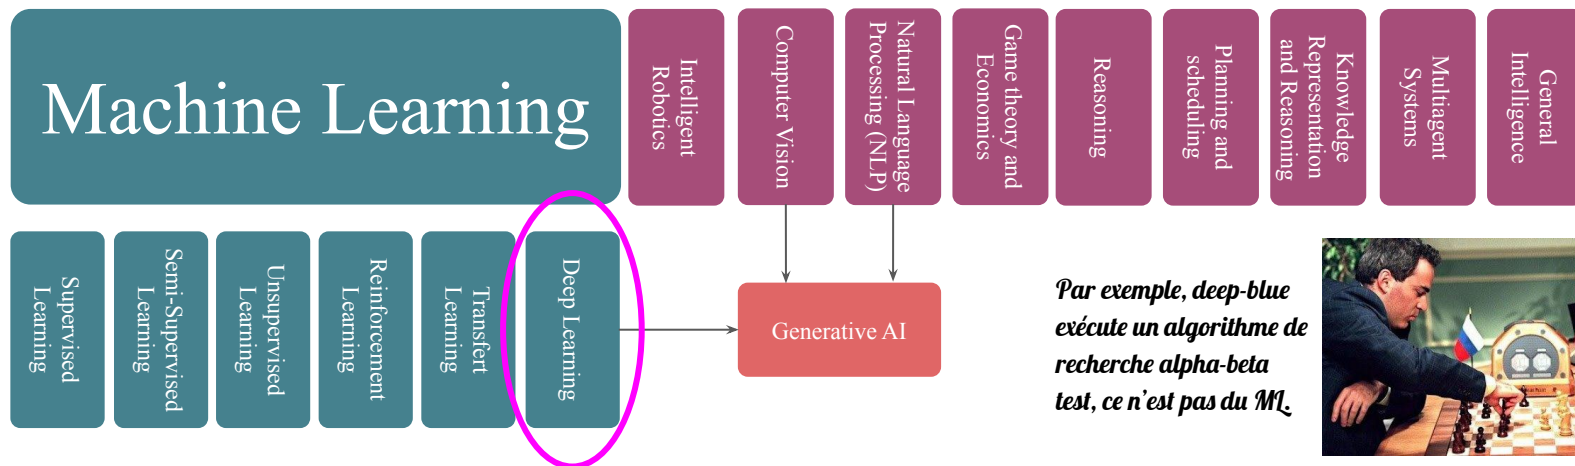 Machine Learning
Intelligent
Robotics
Computer Vision
Natural Language
Processing (NLP)
Game theory and
Economics
Reasoning
Planning and
scheduling
Knowledge
Representation
and Reasoning
Multiagent
Systems
General
Intelligence
Supervised
Learning
Semi-Supervised
Learning
Unsupervised
Learning
Reinforcement
Learning
Transfert
Learning
Deep Learning
Generative AI
Par exemple, deep-blue
exécute un algorithme de
recherche alpha-beta
test, ce n'est pas du ML.